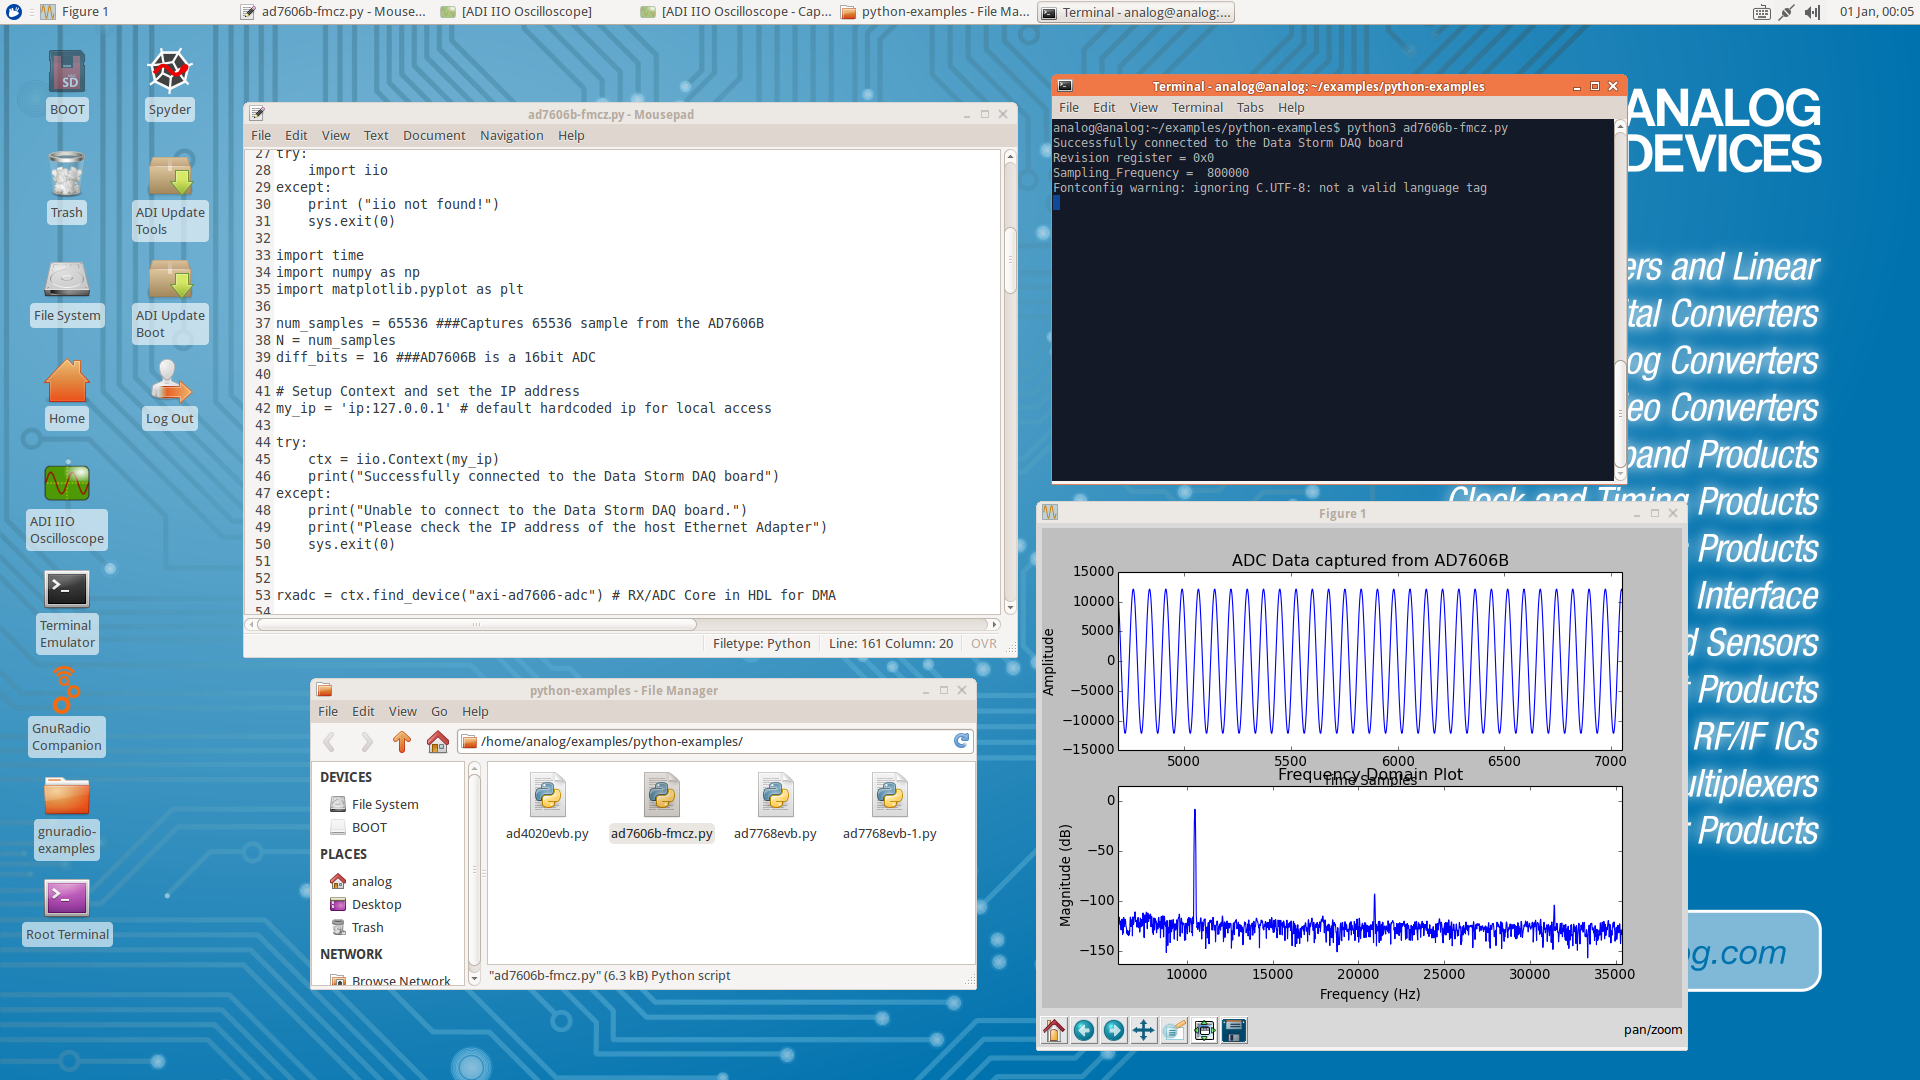 Figure 1
ad7606b-fmcz.py - Mouse...
[ADI IIO Oscilloscope]
[ADI IIO Oscilloscope - Cap...
python-examples - File Ma...
Terminal - analog@analog:...
01 Jan, 00:05
BOOT
Spyder
Trash
ADI Update
Tools
File System
ADI Update
Boot
Home
Log Out
ADI IIO
Oscilloscope
Terminal
Emulator
GnuRadio
Companion
gnuradio-
examples
Root Terminal
ad7606b-fmcz.py - Mousepad
File Edit View Text Document Navigation Help
27 try:
28     import iio
29 except:
30     print ("iio not found!")
31     sys.exit(0)
32
33 import time
34 import numpy as np
35 import matplotlib.pyplot as plt
36
37 num_samples = 65536 ###Captures 65536 sample from the AD7606B
38 N = num_samples
39 diff_bits = 16 ###AD7606B is a 16bit ADC
40
41 # Setup Context and set the IP address
42 my_ip = 'ip:127.0.0.1' # default hardcoded ip for local access
43
44 try:
45     ctx = iio.Context(my_ip)
46     print("Successfully connected to the Data Storm DAQ board")
47 except:
48     print("Unable to connect to the Data Storm DAQ board.")
49     print("Please check the IP address of the host Ethernet Adapter")
50     sys.exit(0)
51
52
53 rxadc = ctx.find_device("axi-ad7606-adc") # RX/ADC Core in HDL for DMA
54
Filetype: Python Line: 161 Column: 20 OVR
python-examples - File Manager
File Edit View Go Help
/home/analog/examples/python-examples/
DEVICES
File System
BOOT
PLACES
analog
Desktop
Trash
NETWORK
Browse Network
ad4020evb.py
ad7606b-fmcz.py
ad7768evb.py
ad7768evb-1.py
"ad7606b-fmcz.py" (6.3 kB) Python script
Terminal - analog@analog: ~/examples/python-examples
File Edit View Terminal Tabs Help
analog@analog:~/examples/python-examples$ python3 ad7606b-fmcz.py
Successfully connected to the Data Storm DAQ board
Revision register = 0x0
Sampling_Frequency =  800000
Fontconfig warning: ignoring C.UTF-8: not a valid language tag
ANALOG
DEVICES
ers and Linear
tal Converters
og Converters
eo Converters
band Products
Clock and Timing Products
Products
Interface
d Sensors
t Products
RF/IF ICs
ltiplexers
r Products
og.com
Figure 1
ADC Data captured from AD7606B
Amplitude
15000
10000
5000
0
−5000
−10000
−15000
5000 5500 6000 6500 7000
Time Samples
Frequency Domain Plot
Magnitude (dB)
0
−50
−100
−150
10000 15000 20000 25000 30000 35000
Frequency (Hz)
pan/zoom